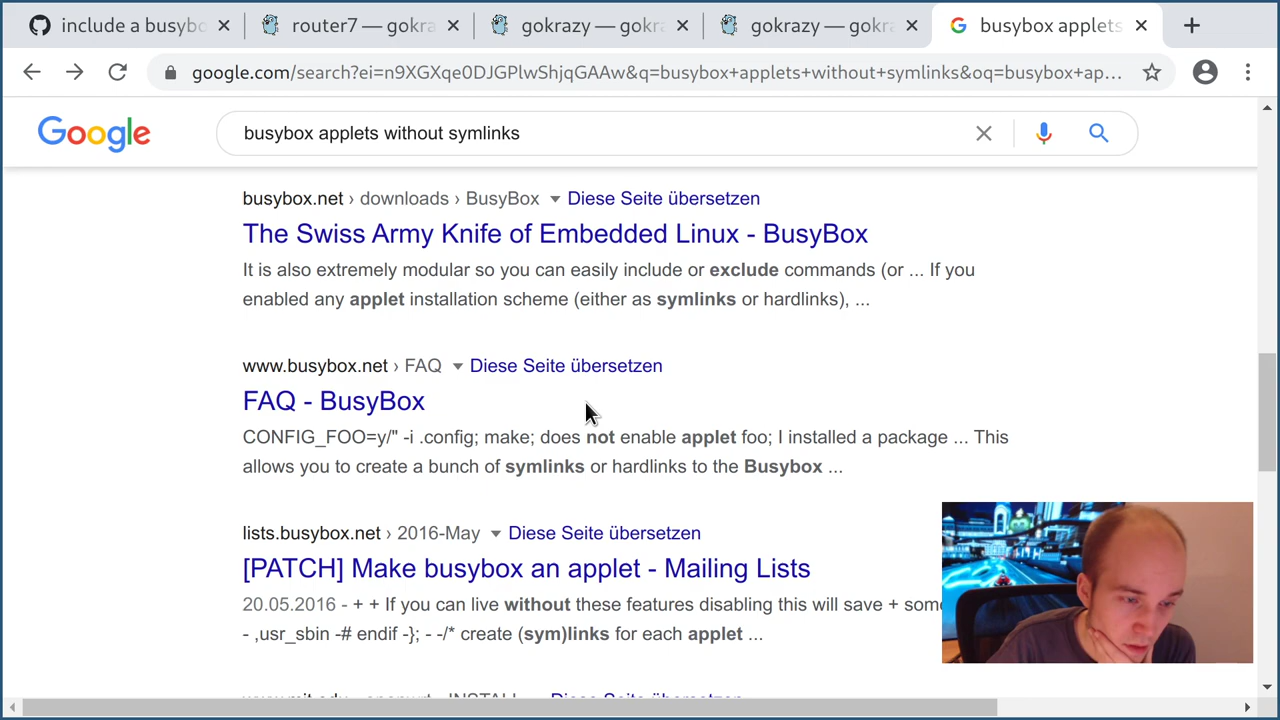 include a busybo
router7 — gokra
gokrazy — gokra
gokrazy — gokra
busybox applets
google.com/search?ei=n9XGXqe0DJGPlwShjqGAAw&q=busybox+applets+without+symlinks&oq=busybox+ap...
Google
busybox applets without symlinks
busybox.net › downloads › BusyBox Diese Seite übersetzen
The Swiss Army Knife of Embedded Linux - BusyBox
It is also extremely modular so you can easily include or exclude commands (or ... If you
enabled any applet installation scheme (either as symlinks or hardlinks), ...
www.busybox.net › FAQ Diese Seite übersetzen
FAQ - BusyBox
CONFIG_FOO=y/" -i .config; make; does not enable applet foo; I installed a package ... This
allows you to create a bunch of symlinks or hardlinks to the Busybox ...
lists.busybox.net › 2016-May Diese Seite übersetzen
[PATCH] Make busybox an applet - Mailing Lists
20.05.2016 - + + If you can live without these features disabling this will save + som
- ,usr_sbin -# endif -}; - -/* create (sym)links for each applet ...